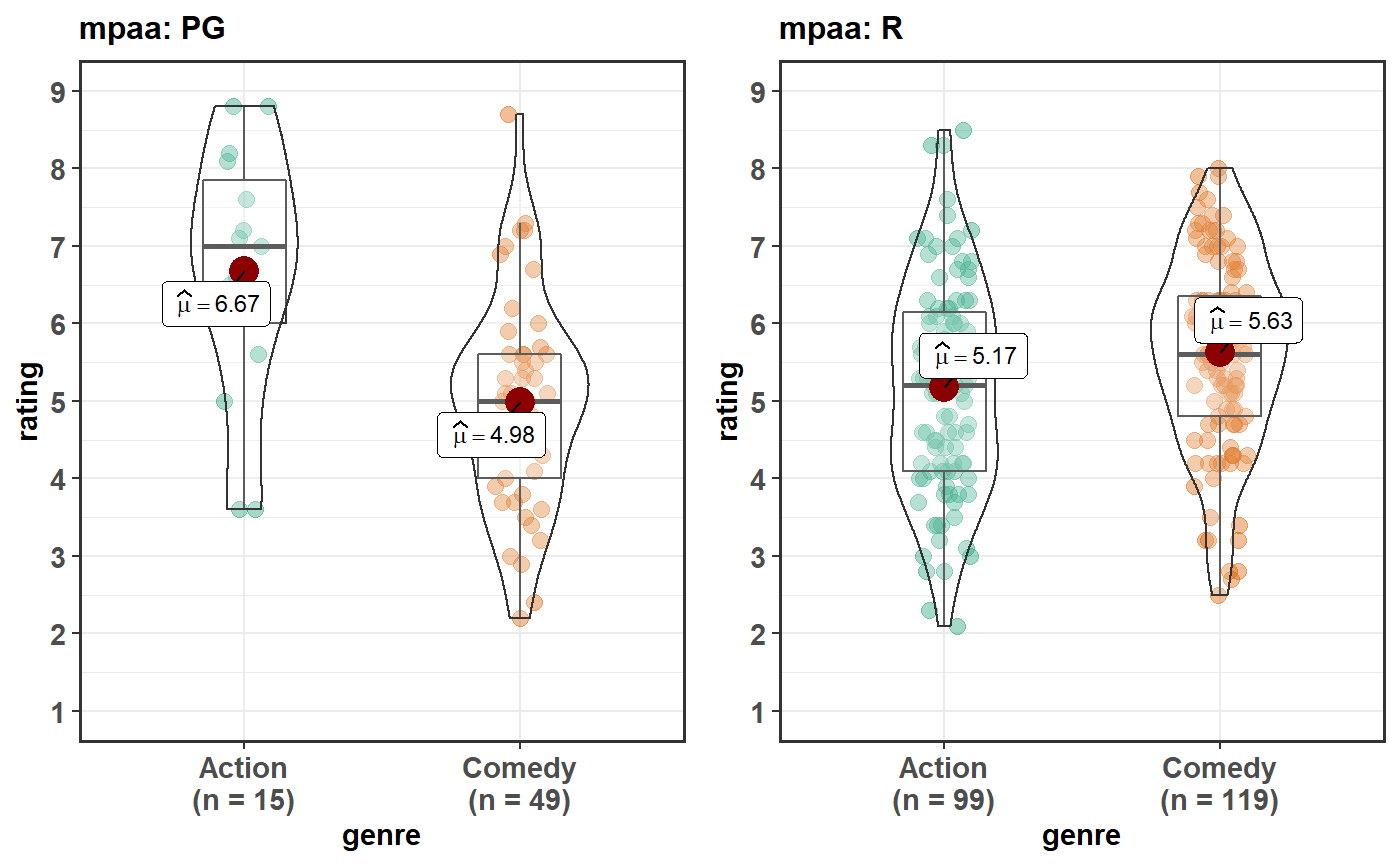 mpaa: PG
rating
9
8
7
6
5
4
3
2
1
μ̂ = 6.67
μ̂ = 4.98
Action
(n = 15)
Comedy
(n = 49)
genre
mpaa: R
rating
9
8
7
6
5
4
3
2
1
μ̂ = 5.17
μ̂ = 5.63
Action
(n = 99)
Comedy
(n = 119)
genre